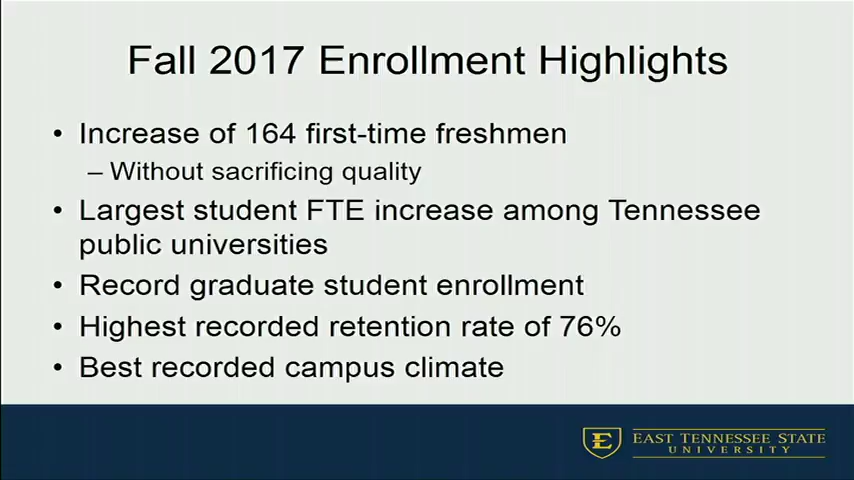 Fall 2017 Enrollment Highlights
• Increase of 164 first-time freshmen
– Without sacrificing quality
• Largest student FTE increase among Tennessee
public universities
• Record graduate student enrollment
• Highest recorded retention rate of 76%
• Best recorded campus climate
E
EAST TENNESSEE STATE
UNIVERSITY